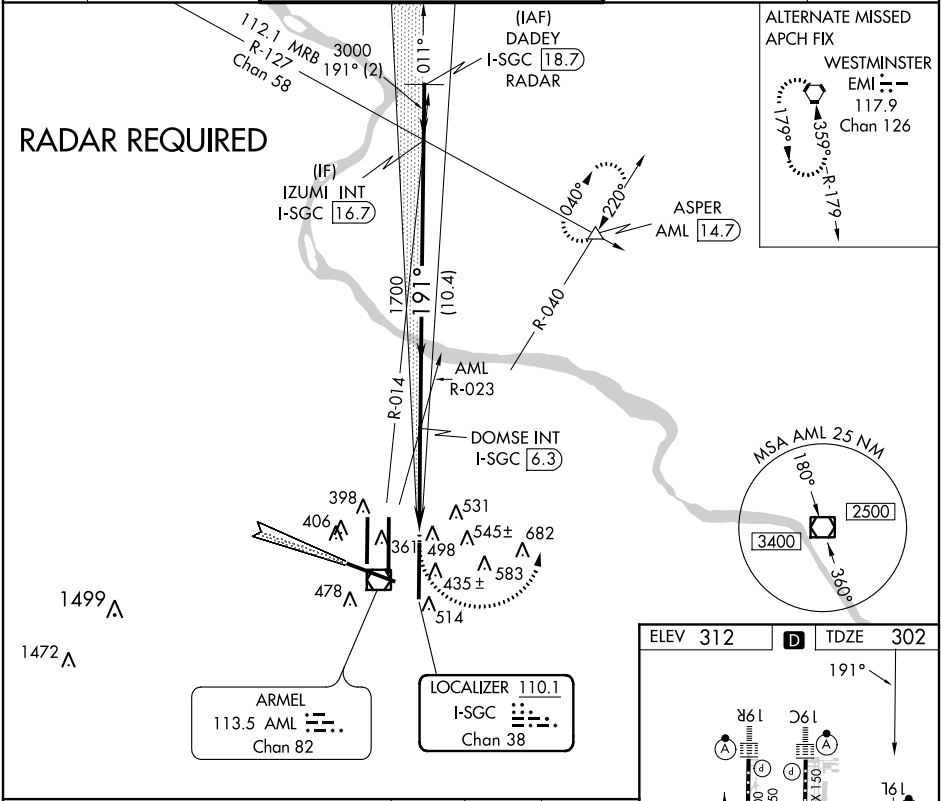 RADAR REQUIRED
112.1 MRB
R-127
Chan 58
3000
191° (2)
011°
(IAF)
DADEY
I-SGC 18.7
RADAR
ALTERNATE MISSED
APCH FIX
WESTMINSTER
EMI
117.9
Chan 126
179°
359°
R-179
(IF)
IZUMI INT
I-SGC 16.7
040°
220°
ASPER
AML 14.7
R-040
1700
191°
(10.4)
R-014
AML
R-023
DOMSE INT
I-SGC 6.3
MSA AML 25 NM
180°
2500
3400
360°
398
406
361
531
498
545±
682
435±
583
478
514
1499
1472
ARMEL
113.5 AML
Chan 82
LOCALIZER 110.1
I-SGC
Chan 38
ELEV 312
D
TDZE 302
191°
19R
19C
A
A
P
P
X 150
19L